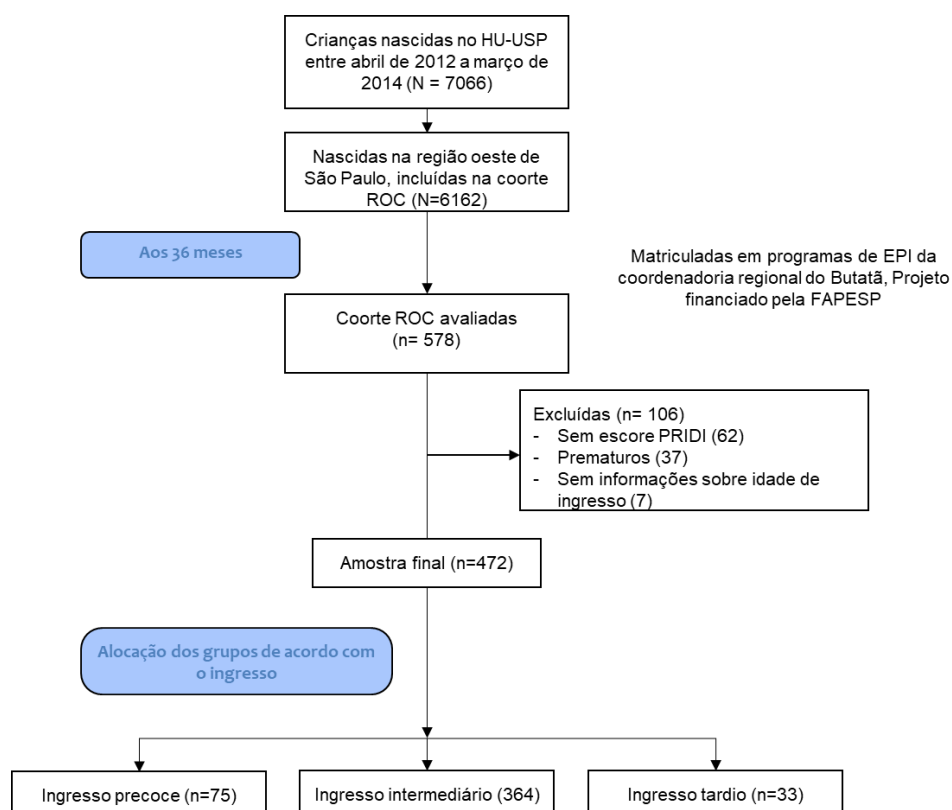 Crianças nascidas no HU-USP
entre abril de 2012 a março de
2014 (N = 7066)
Nascidas na região oeste de
São Paulo, incluídas na coorte
ROC (N=6162)
Aos 36 meses
Matriculadas em programas de EPI da
coordenadoria regional do Butatã, Projeto
financiado pela FAPESP
Coorte ROC avaliadas
(n= 578)
Excluídas (n= 106)
- Sem escore PRIDI (62)
- Prematuros (37)
- Sem informações sobre idade de
ingresso (7)
Amostra final (n=472)
Alocação dos grupos de acordo com
o ingresso
Ingresso precoce (n=75)
Ingresso intermediário (364)
Ingresso tardio (n=33)